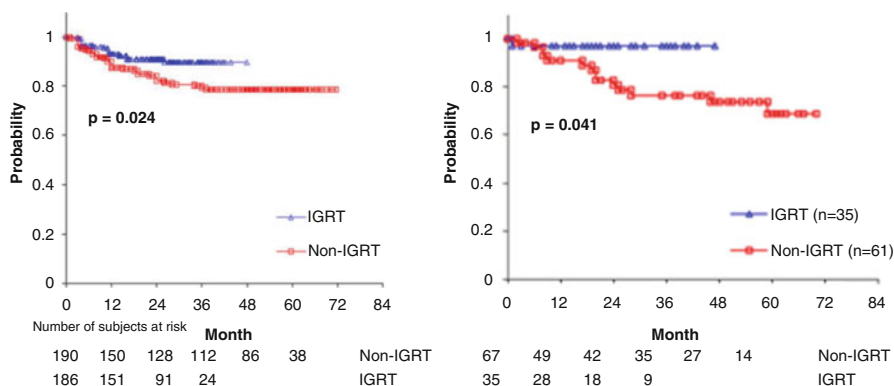 1
0.8
0.6
0.4
0.2
0
Probability
p = 0.024
IGRT
Non-IGRT
0 12 24 36 48 60 72 84
Number of subjects at risk
Month
190 150 128 112 86 38 Non-IGRT
186 151 91 24 IGRT
1
0.8
0.6
0.4
0.2
0
Probability
p = 0.041
IGRT (n=35)
Non-IGRT (n=61)
0 12 24 36 48 60 72 84
Month
67 49 42 35 27 14 Non-IGRT
35 28 18 9 IGRT